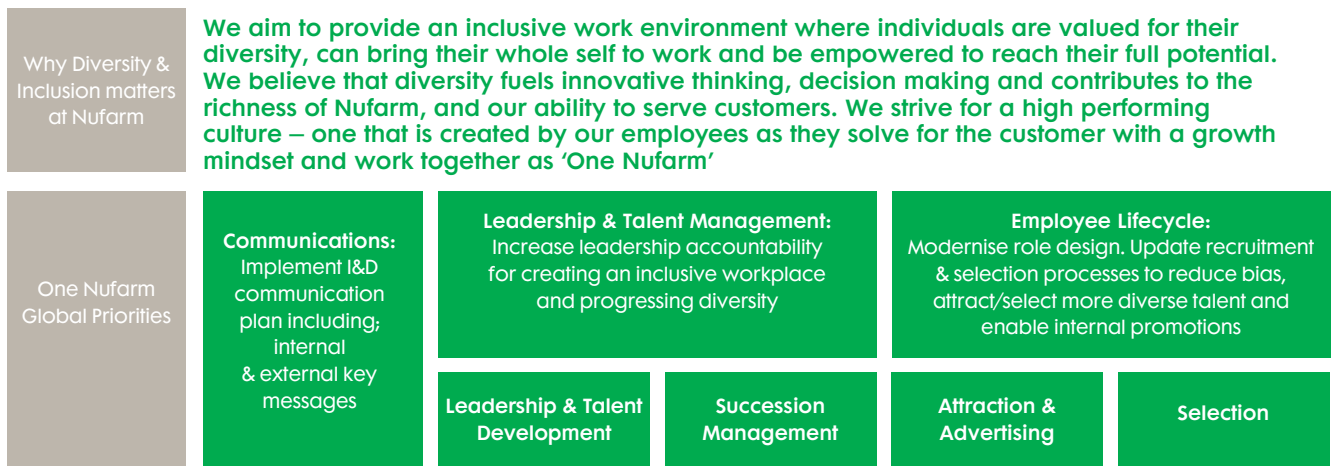 Why Diversity &
Inclusion matters
at Nufarm
We aim to provide an inclusive work environment where individuals are valued for their
diversity, can bring their whole self to work and be empowered to reach their full potential.
We believe that diversity fuels innovative thinking, decision making and contributes to the
richness of Nufarm, and our ability to serve customers. We strive for a high performing
culture – one that is created by our employees as they solve for the customer with a growth
mindset and work together as ‘One Nufarm’
One Nufarm
Global Priorities
Communications:
Implement I&D
communication
plan including;
internal
& external key
messages
Leadership & Talent Management:
Increase leadership accountability
for creating an inclusive workplace
and progressing diversity
Leadership & Talent
Development
Succession
Management
Employee Lifecycle:
Modernise role design. Update recruitment
& selection processes to reduce bias,
attract/select more diverse talent and
enable internal promotions
Attraction &
Advertising
Selection